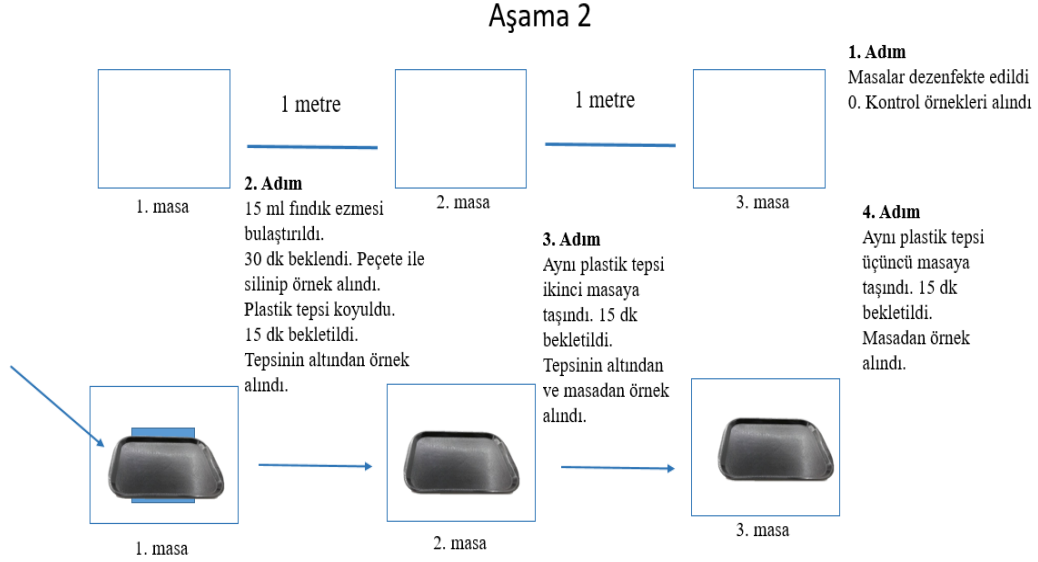 Aşama 2
1. Adım
Masalar dezenfekte edildi
0. Kontrol örnekleri alındı
1 metre
1 metre
1. masa
2. masa
3. masa
2. Adım
15 ml fındık ezmesi
bulaştırıldı.
30 dk beklendi. Peçete ile
silinip örnek alındı.
Plastik tepsi koyuldu.
15 dk bekletildi.
Tepsinin altından örnek
alındı.
3. Adım
Aynı plastik tepsi
ikinci masaya
taşındı. 15 dk
bekletildi.
Tepsinin altından
ve masadan örnek
alındı.
4. Adım
Aynı plastik tepsi
üçüncü masaya
taşındı. 15 dk
bekletildi.
Masadan örnek
alındı.
1. masa
2. masa
3. masa